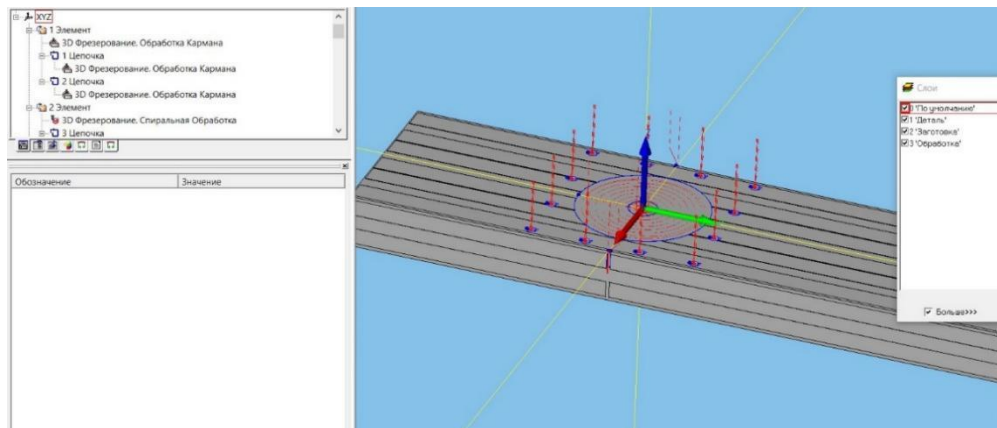 XYZ
1 Элемент
3D Фрезерование. Обработка Кармана
1 Цепочка
3D Фрезерование. Обработка Кармана
2 Цепочка
3D Фрезерование. Обработка Кармана
2 Элемент
3D Фрезерование. Спиральная Обработка
3 Цепочка
Обозначение Значение
Слои
0 "По умолчанию"
1 "Деталь"
2 "Заготовка"
3 "Обработка"
Больше>>>